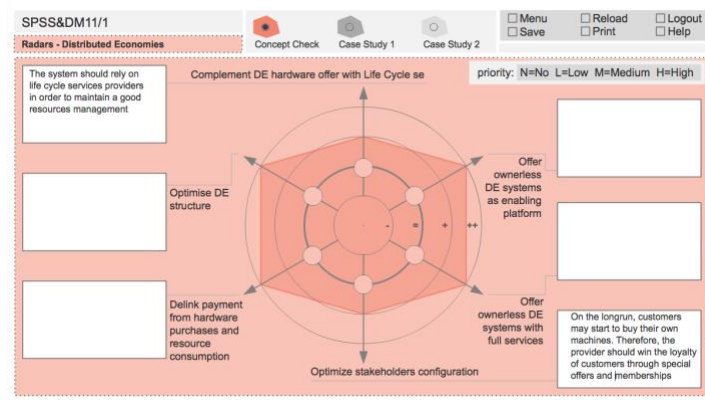 SPSS&DM11/1
Radars - Distributed Economies
Concept Check
Case Study 1
Case Study 2
Menu
Reload
Logout
Save
Print
Help
Complement DE hardware offer with Life Cycle se
priority: N=No L=Low M=Medium H=High
The system should rely on
life cycle services providers
in order to maintain a good
resources management
Offer
ownerless
DE systems
as enabling
platform
Optimise DE
structure
- = + ++
Delink payment
from hardware
purchases and
resource
consumption
Offer
ownerless DE
systems with
full services
On the longrun, customers
may start to buy their own
machines. Therefore, the
provider should win the loyalty
of customers through special
offers and memberships
Optimize stakeholders configuration